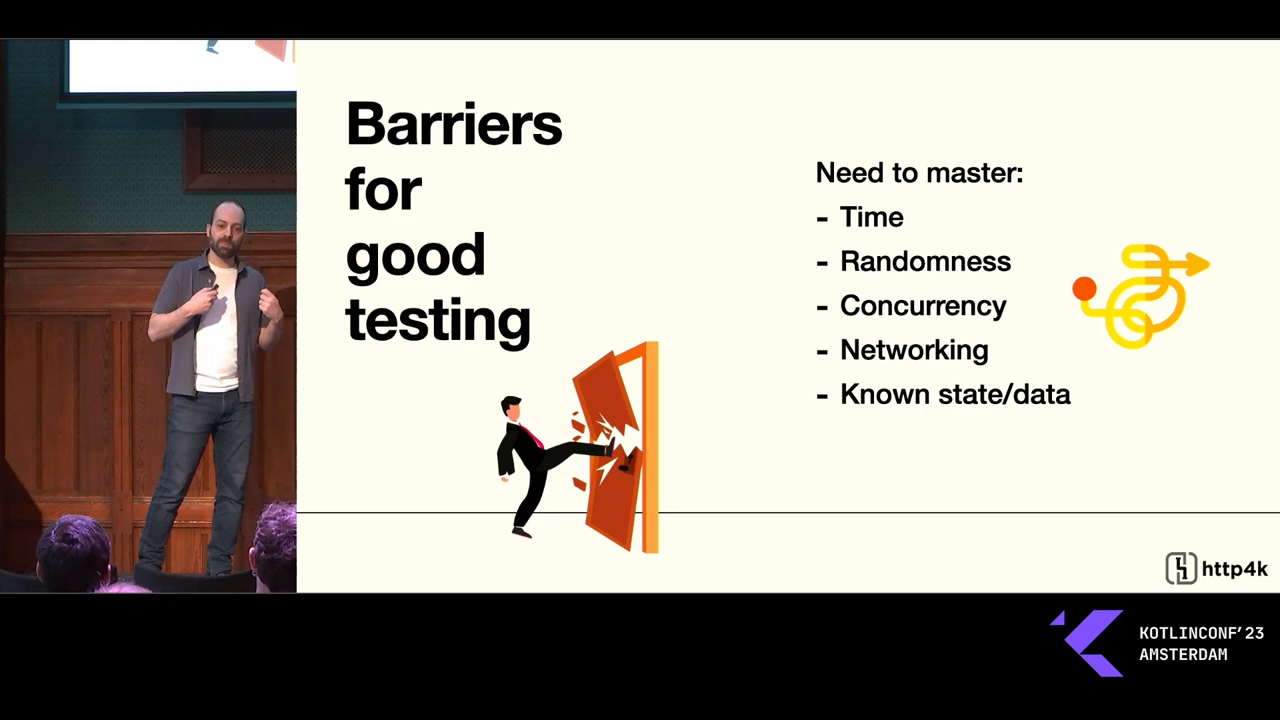 Barriers
for
good
testing
Need to master:
- Time
- Randomness
- Concurrency
- Networking
- Known state/data
http4k
KOTLINCONF'23
AMSTERDAM